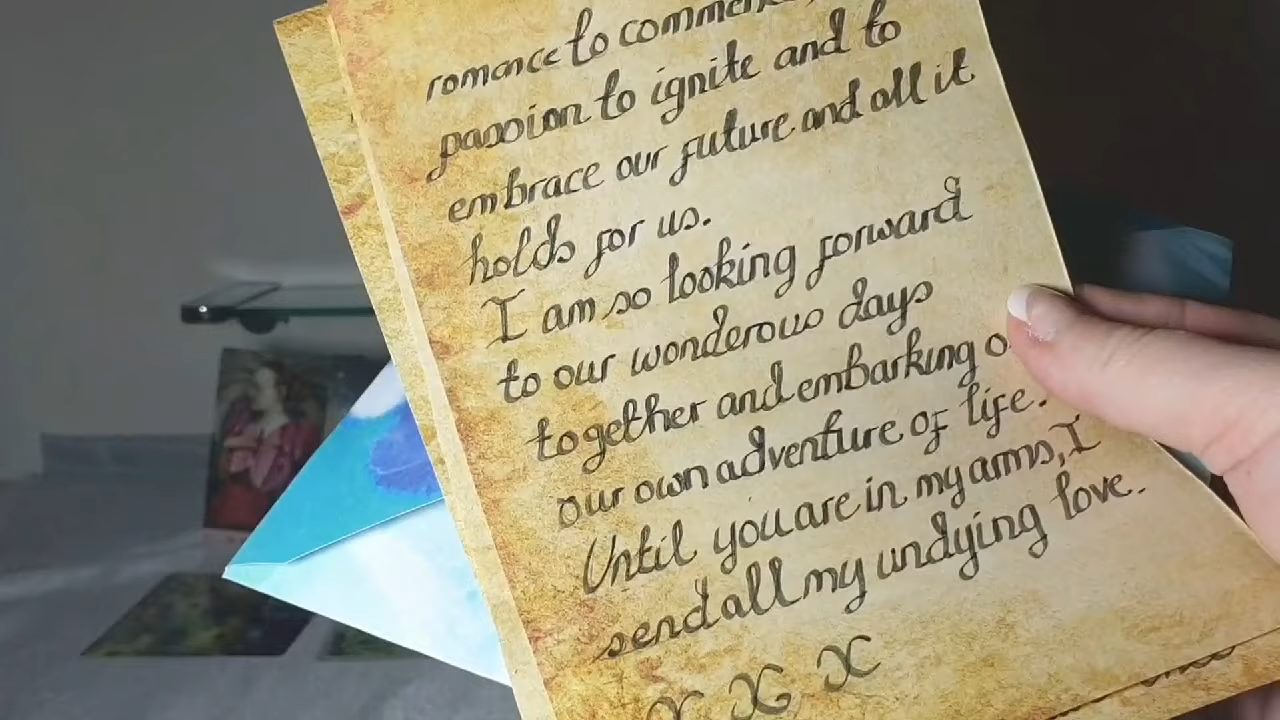 romance to
passion to ignite and to
embrace our future and all it
holds for us.
I am so looking forward
to our wonderous days
together and embarking
our own adventure of life.
Until you are in my arms, I
send all my undying love.
x x x